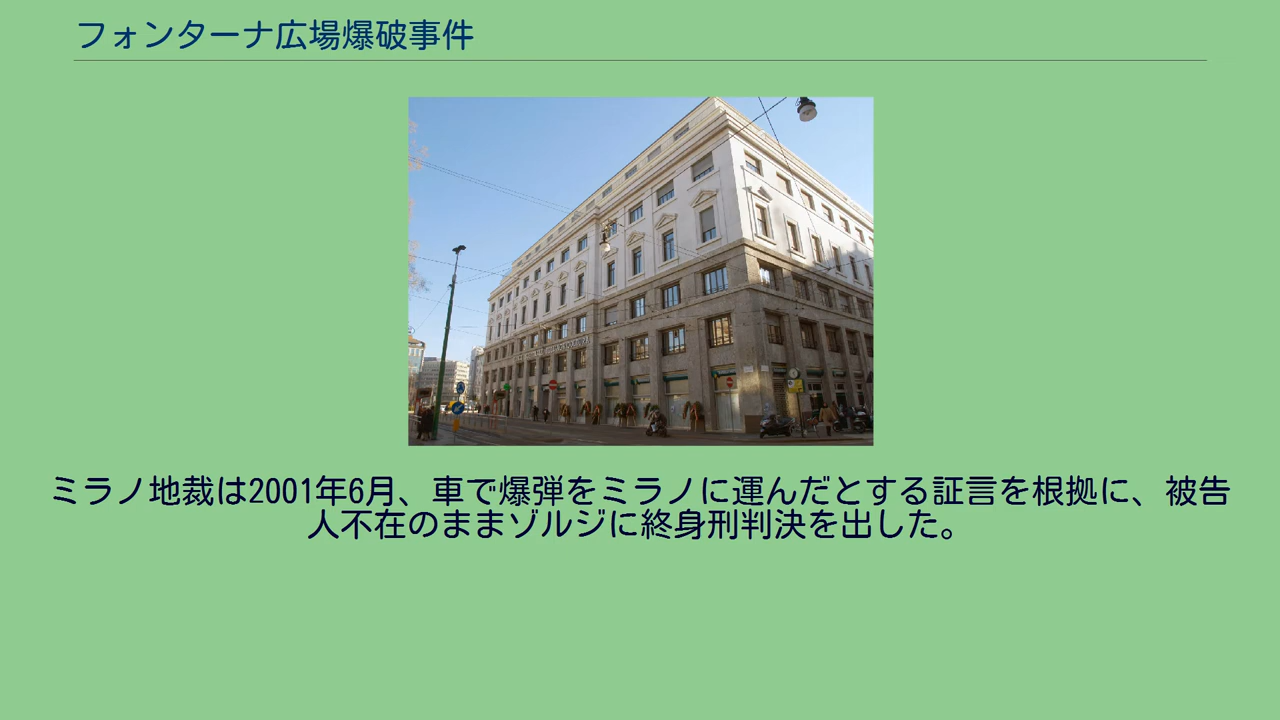 フォンターナ広場爆破事件
ミラノ地裁は2001年6月、車で爆弾をミラノに運んだとする証言を根拠に、被告
人不在のままゾルジに終身刑判決を出した。